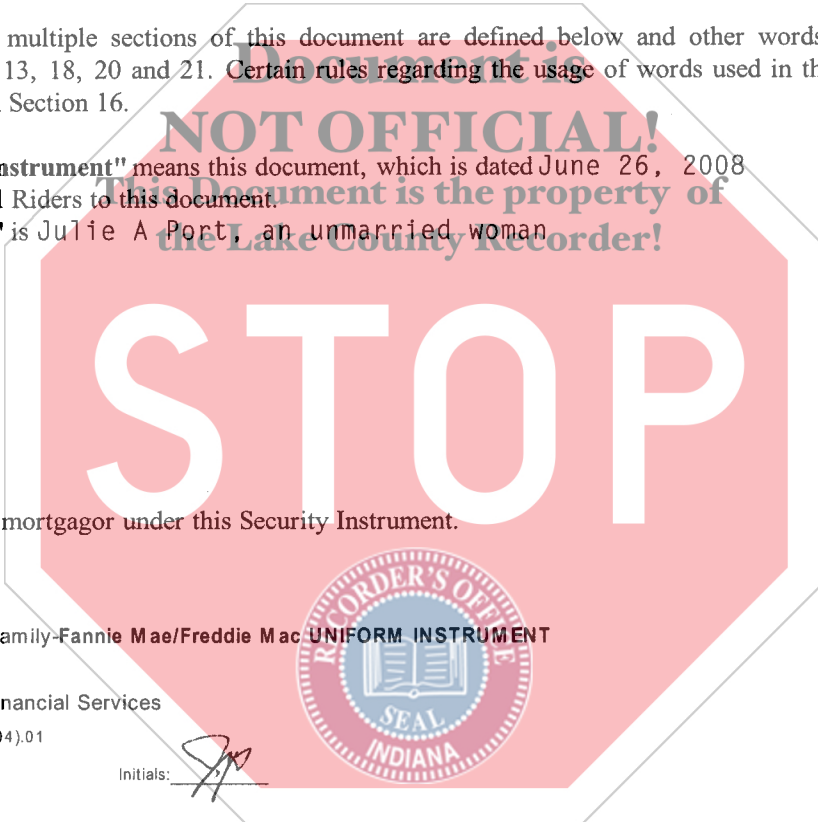 multiple sections of this document are defined below and other words
Document is
13, 18, 20 and 21. Certain rules regarding the usage of words used in th
Section 16.
NOT OFFICIAL!
nstrument" means this document, which is dated June 26, 2008
This Document is the property of
Riders to this document.
" is Julie A Port, an unmarried woman
the Lake County Recorder!
STOP
mortgagor under this Security Instrument.
RECORDER'S OFFICE
amily-Fannie Mae/Freddie Mac UNIFORM INSTRUMENT
nancial Services
SEAL
4).01
INDIANA
Initials: